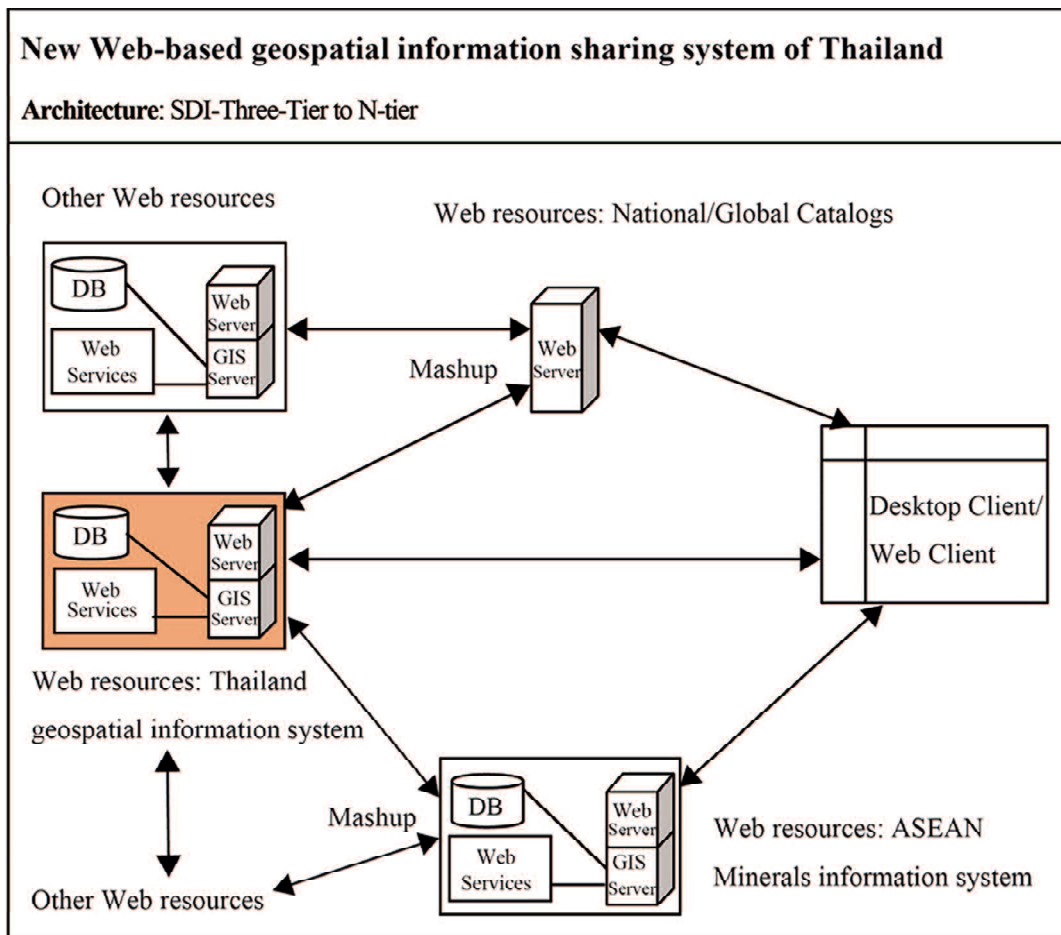 New Web-based geospatial information sharing system of Thailand
Architecture: SDI-Three-Tier to N-tier
Other Web resources
Web resources: National/Global Catalogs
DB
Web
Server
Web
Services
GIS
Server
Mashup
Web
Server
Desktop Client/
Web Client
DB
Web
Server
Web
Services
GIS
Server
Web resources: Thailand
geospatial information system
Mashup
DB
Web
Server
Web
Services
GIS
Server
Web resources: ASEAN
Minerals information system
Other Web resources